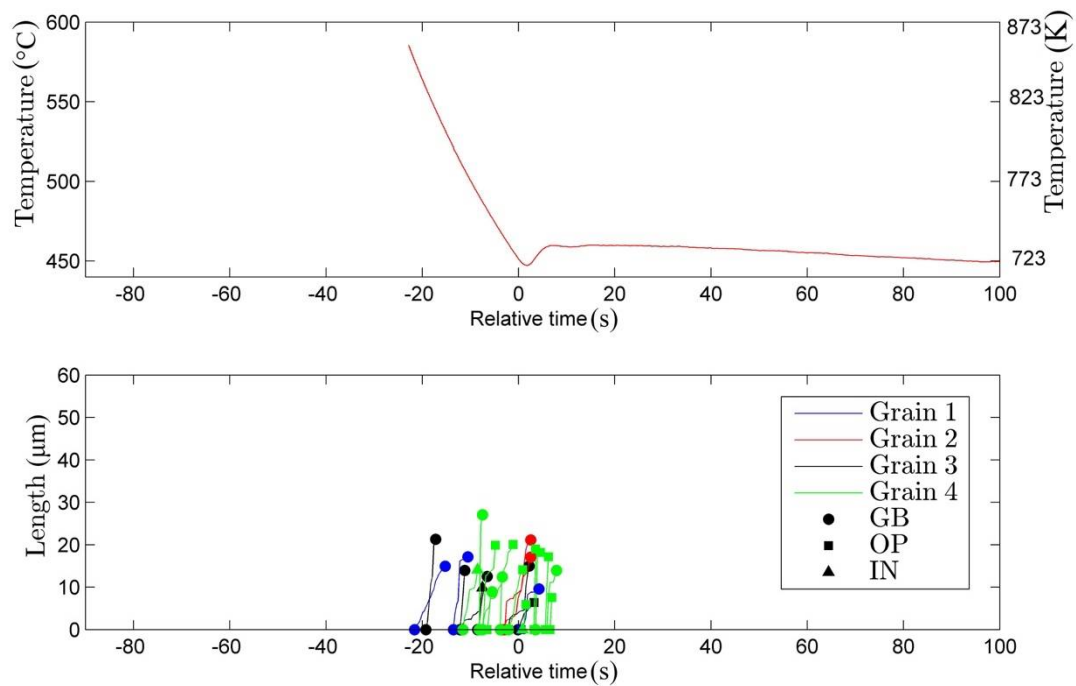 600
550
500
450
Temperature (°C)
873
823
773
723
Temperature (K)
-80 -60 -40 -20 0 20 40 60 80 100
Relative time (s)
60
50
40
30
20
10
0
Length (μm)
Grain 1
Grain 2
Grain 3
Grain 4
GB
OP
IN
-80 -60 -40 -20 0 20 40 60 80 100
Relative time (s)